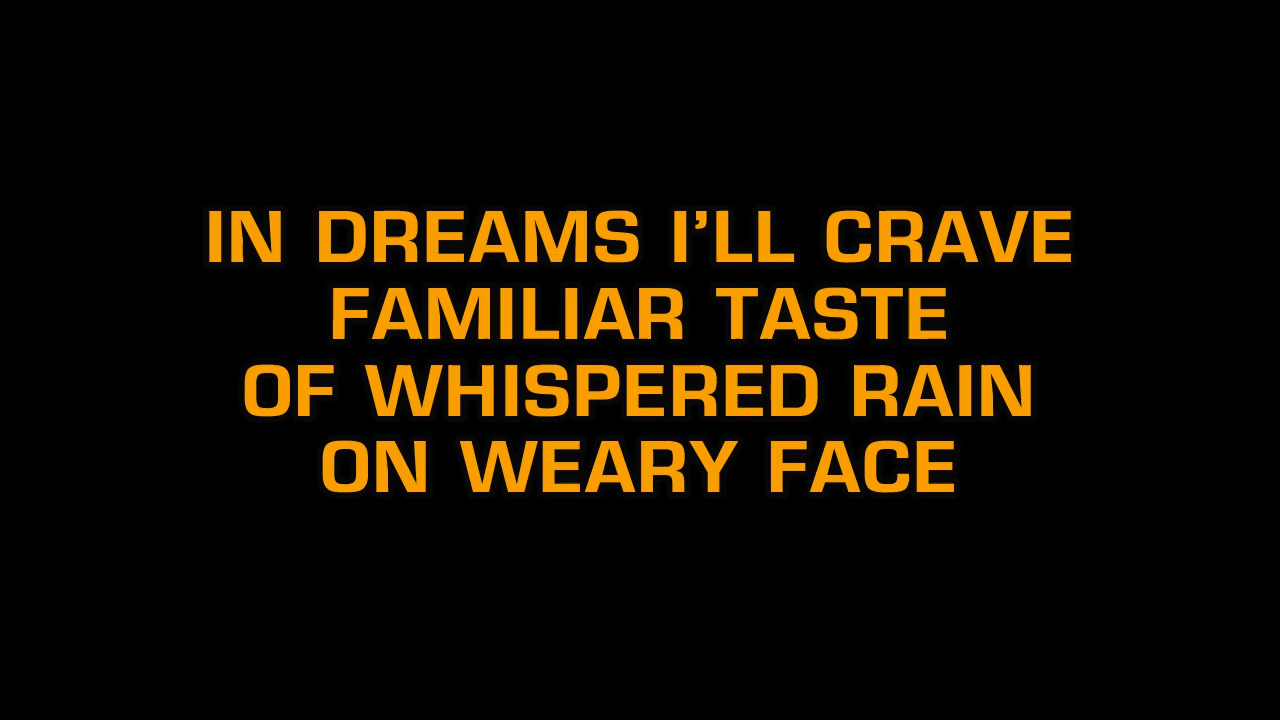 IN DREAMS I’LL CRAVE
FAMILIAR TASTE
OF WHISPERED RAIN
ON WEARY FACE